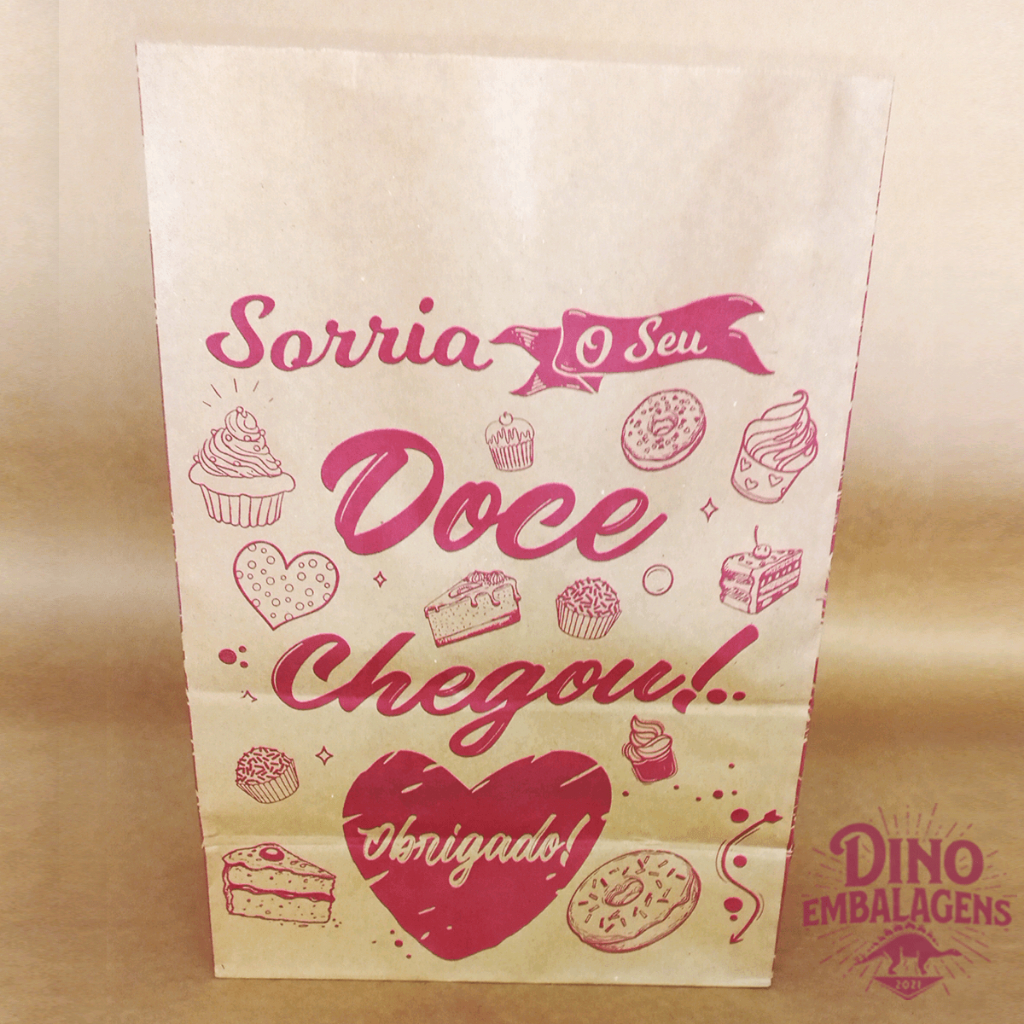 Sorria O Seu
Doce
Chegou!
Obrigado!
DINO
EMBALAGENS
2021